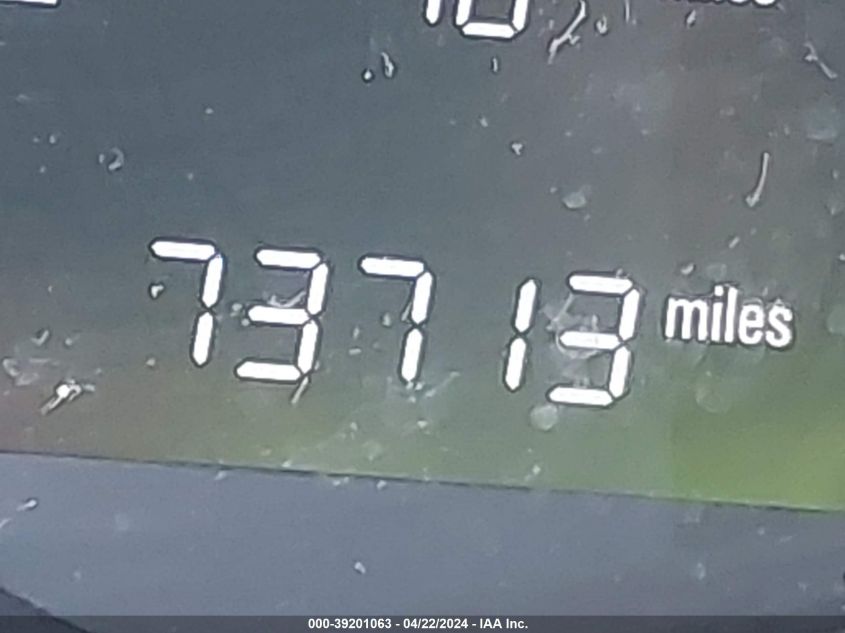 73713 miles
000-39201063 - 04/22/2024 - IAA Inc.